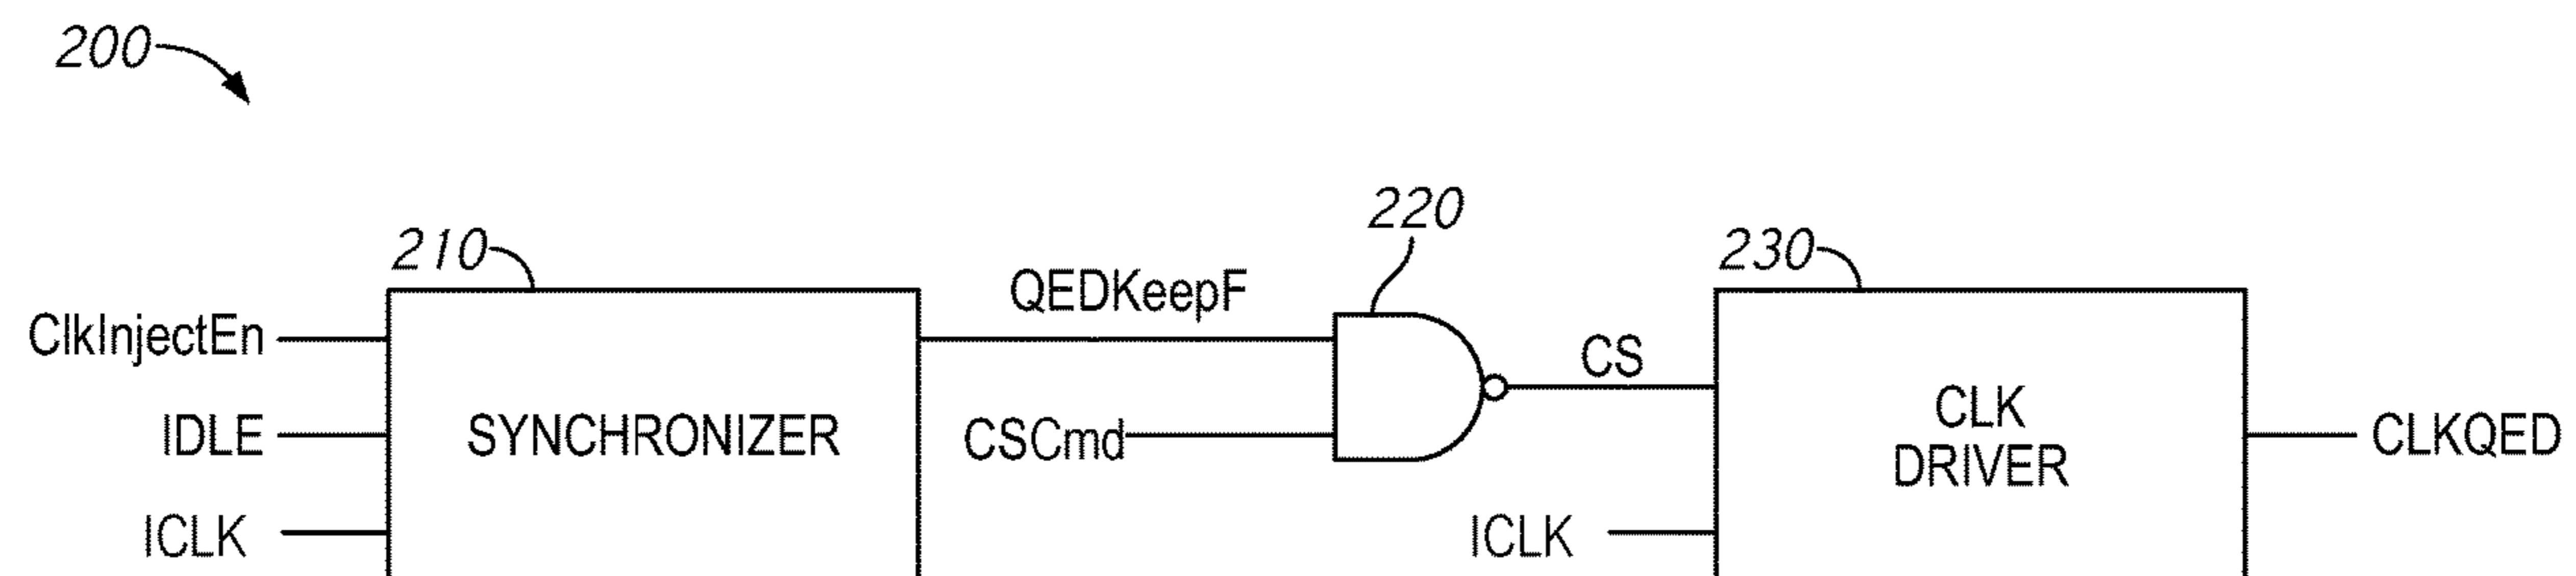 200
220
210
230
QEDKeepF
ClkInjectEn
CS
CLK
DRIVER
IDLE
SYNCHRONIZER
CSCmd
CLKQED
ICLK
ICLK